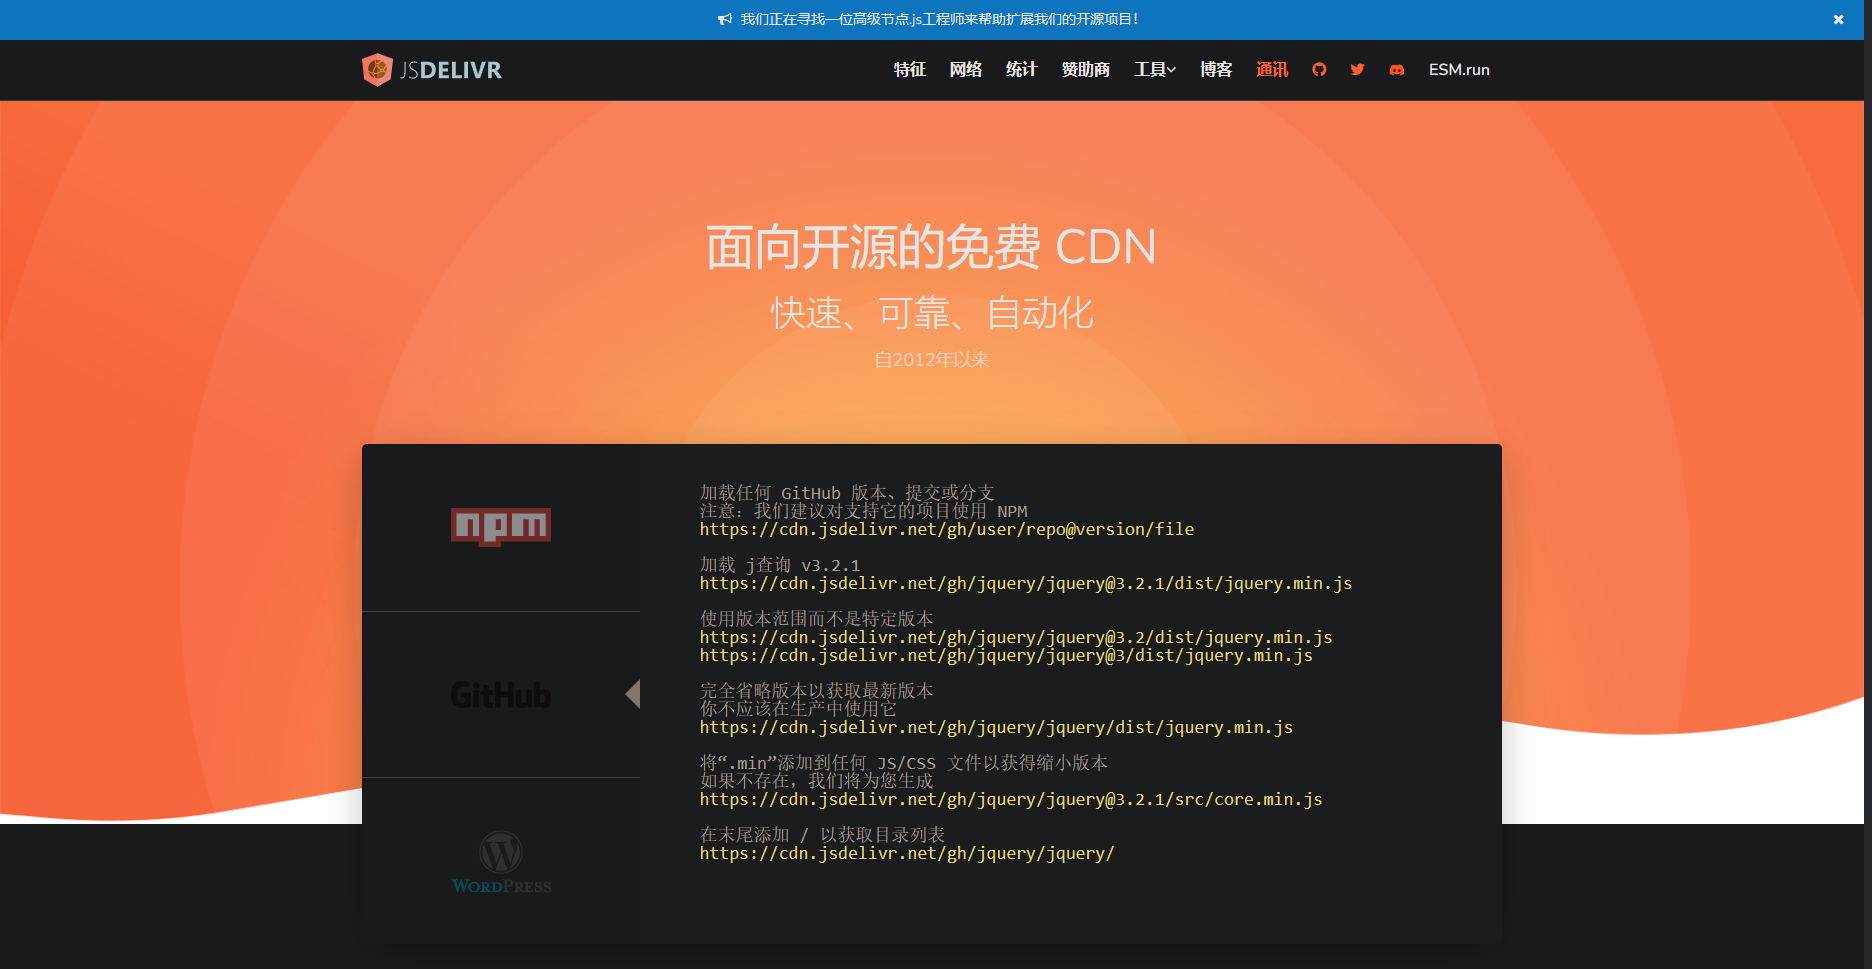 我们正在寻找一位高级节点.js工程师来帮助扩展我们的开源项目！
JSDELIVR
特征 网络 统计 赞助商 工具 博客 通讯 ESM.run
面向开源的免费 CDN
快速、可靠、自动化
自2012年以来
npm
GitHub
WORDPRESS
加载任何 GitHub 版本、提交或分支
注意：我们建议对支持它的项目使用 NPM
https://cdn.jsdelivr.net/gh/user/repo@version/file
加载 j查询 v3.2.1
https://cdn.jsdelivr.net/gh/jquery/jquery@3.2.1/dist/jquery.min.js
使用版本范围而不是特定版本
https://cdn.jsdelivr.net/gh/jquery/jquery@3.2/dist/jquery.min.js
https://cdn.jsdelivr.net/gh/jquery/jquery@3/dist/jquery.min.js
完全省略版本以获取最新版本
你不应该在生产中使用它
https://cdn.jsdelivr.net/gh/jquery/jquery/dist/jquery.min.js
将“.min”添加到任何 JS/CSS 文件以获得缩小版本
如果不存在，我们将为您生成
https://cdn.jsdelivr.net/gh/jquery/jquery@3.2.1/src/core.min.js
在末尾添加 / 以获取目录列表
https://cdn.jsdelivr.net/gh/jquery/jquery/